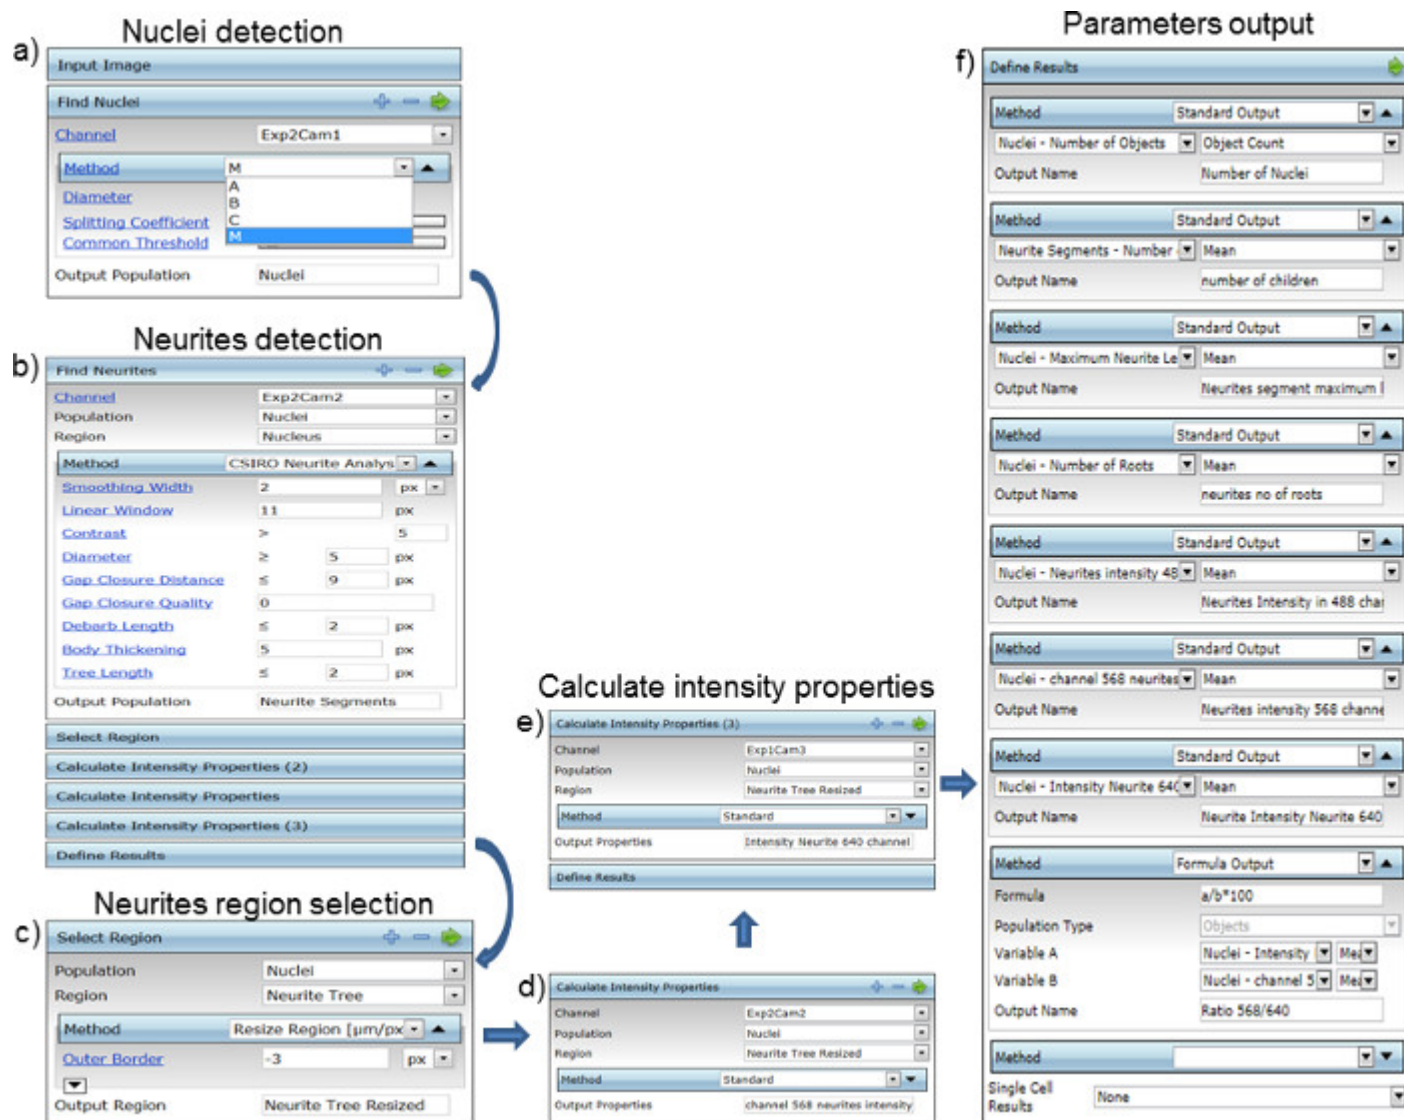 Nuclei detection
a)
Input Image
Find Nuclei
Channel Exp2Cam1
Method M
A
Diameter B
Splitting Coefficient C
Common Threshold M
Output Population Nuclei
Neurites detection
b)
Find Neurites
Channel Exp2Cam2
Population Nuclei
Region Nucleus
Method CSIRO Neurite Analys
Smoothing Width 2 px
Linear Window 11 px
Contrast > 5
Diameter ≥ 5 px
Gap Closure Distance ≤ 9 px
Gap Closure Quality 0
Debarb Length ≤ 2 px
Body Thickening 5 px
Tree Length ≤ 2 px
Output Population Neurite Segments
Select Region
Calculate Intensity Properties (2)
Calculate Intensity Properties
Calculate Intensity Properties (3)
Define Results
Neurites region selection
c)
Select Region
Population Nuclei
Region Neurite Tree
Method Resize Region [µm/px
Outer Border -3 px
Output Region Neurite Tree Resized
d)
Calculate Intensity Properties
Channel Exp2Cam2
Population Nuclei
Region Neurite Tree Resized
Method Standard
Output Properties channel 568 neurites intensity
Calculate intensity properties
e)
Calculate Intensity Properties (3)
Channel Exp1Cam3
Population Nuclei
Region Neurite Tree Resized
Method Standard
Output Properties Intensity Neurite 640 channel
Define Results
Parameters output
f)
Define Results
Method Standard Output
Nuclei - Number of Objects Object Count
Output Name Number of Nuclei
Method Standard Output
Neurite Segments - Number Mean
Output Name number of children
Method Standard Output
Nuclei - Maximum Neurite Le Mean
Output Name Neurites segment maximum l
Method Standard Output
Nuclei - Number of Roots Mean
Output Name neurites no of roots
Method Standard Output
Nuclei - Neurites intensity 48 Mean
Output Name Neurites Intensity in 488 chan
Method Standard Output
Nuclei - channel 568 neurites Mean
Output Name Neurites intensity 568 channe
Method Standard Output
Nuclei - Intensity Neurite 640 Mean
Output Name Neurite Intensity Neurite 640
Method Formula Output
Formula a/b*100
Population Type Objects
Variable A Nuclei - Intensity Mea
Variable B Nuclei - channel 5 Mea
Output Name Ratio 568/640
Method
Single Cell Results None